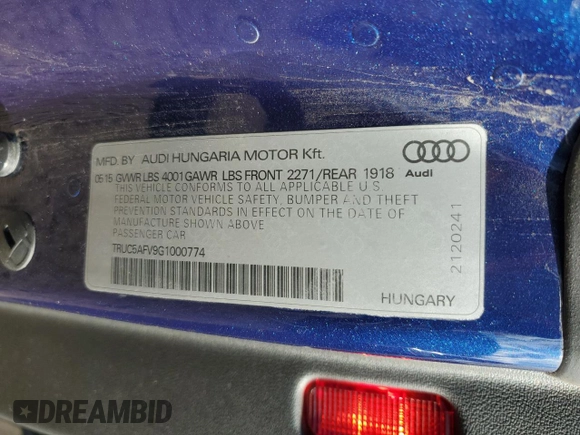 MFD. BY AUDI HUNGARIA MOTOR Kft.
05 15 GVWR LBS 4001 GAWR LBS FRONT 2271/REAR 1918 Audi
THIS VEHICLE CONFORMS TO ALL APPLICABLE U S
FEDERAL MOTOR VEHICLE SAFETY, BUMPER AND THEFT
PREVENTION STANDARDS IN EFFECT ON THE DATE OF
MANUFACTURE SHOWN ABOVE
PASSENGER CAR
TRUC5AFV9G1000774
2120241
HUNGARY
DREAMBID